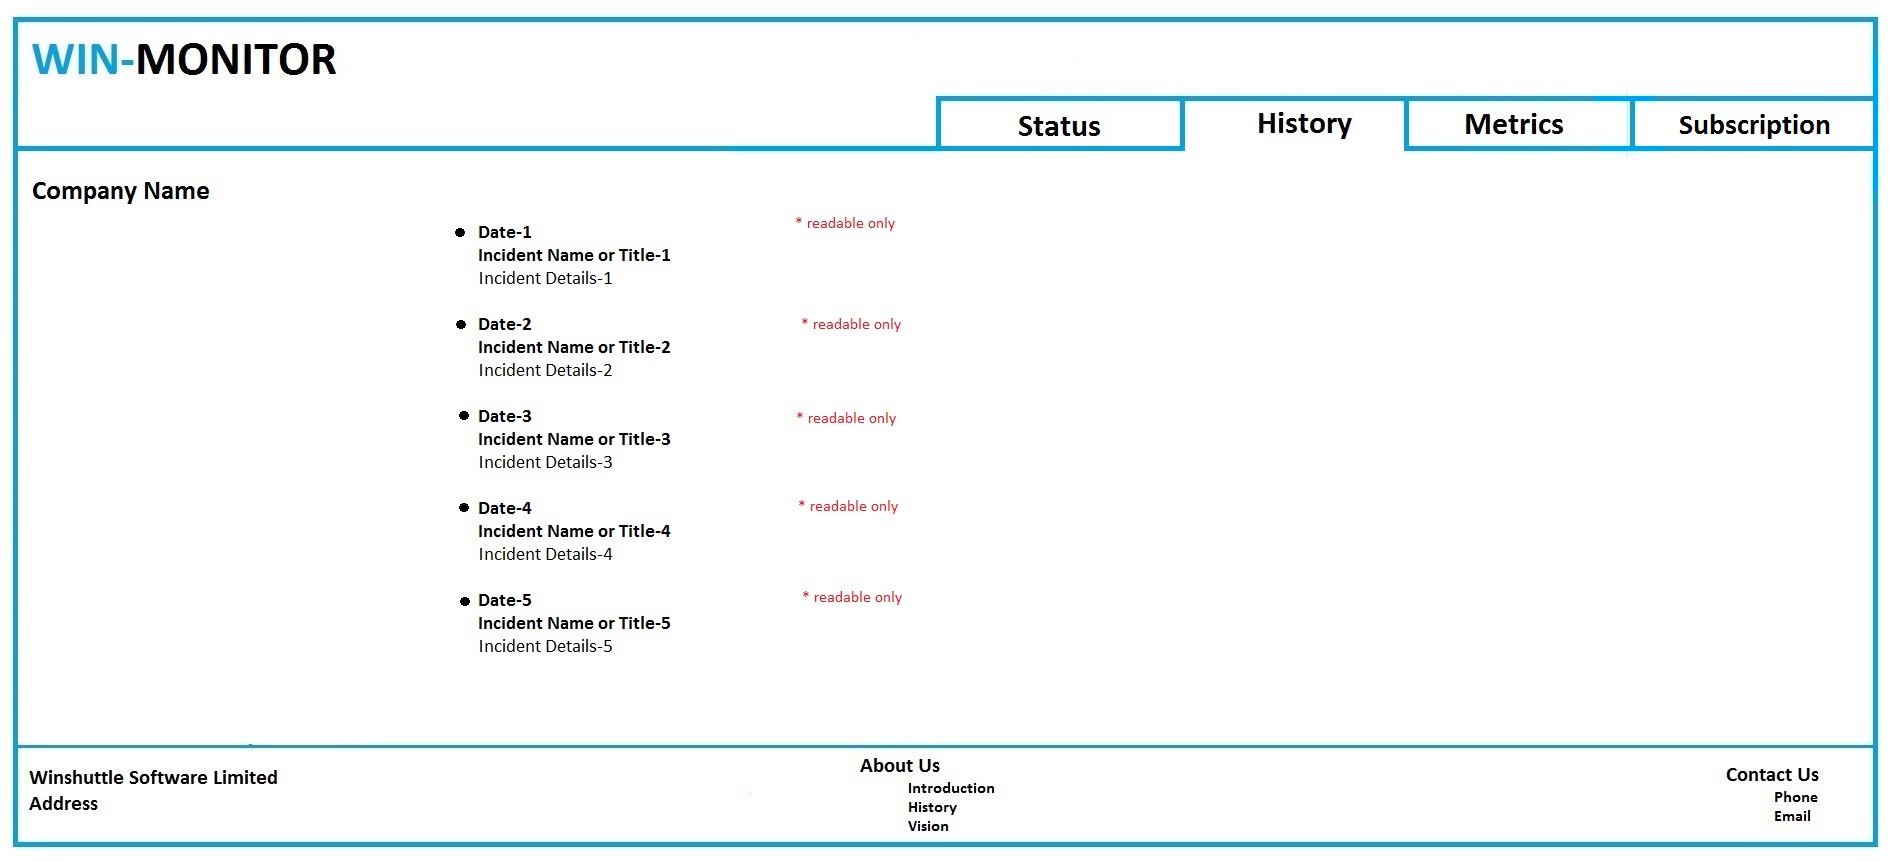 WIN-MONITOR
Status
History
Metrics
Subscription
Company Name
Date-1
* readable only
Incident Name or Title-1
Incident Details-1
Date-2
* readable only
Incident Name or Title-2
Incident Details-2
Date-3
* readable only
Incident Name or Title-3
Incident Details-3
Date-4
* readable only
Incident Name or Title-4
Incident Details-4
Date-5
* readable only
Incident Name or Title-5
Incident Details-5
Winshuttle Software Limited
Address
About Us
Introduction
History
Vision
Contact Us
Phone
Email